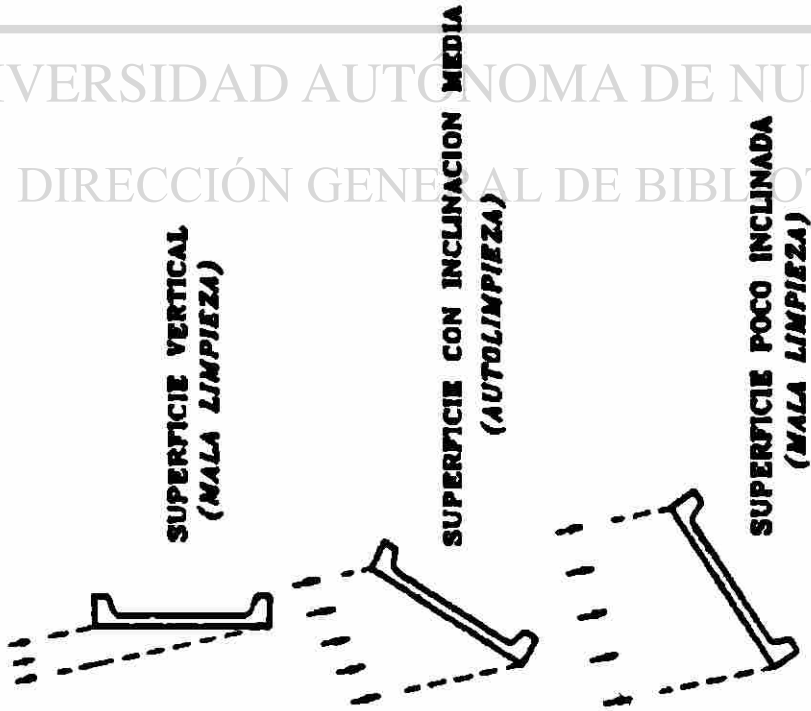 VERSIDAD AUTÓNOMA DE NU
DIRECCIÓN GENERAL DE BIBLIOT
SUPERFICIE VERTICAL
(MALA LIMPIEZA)
SUPERFICIE CON INCLINACION MEDIA
(AUTOLIMPIEZA)
SUPERFICIE POCO INCLINADA
(MALA LIMPIEZA)